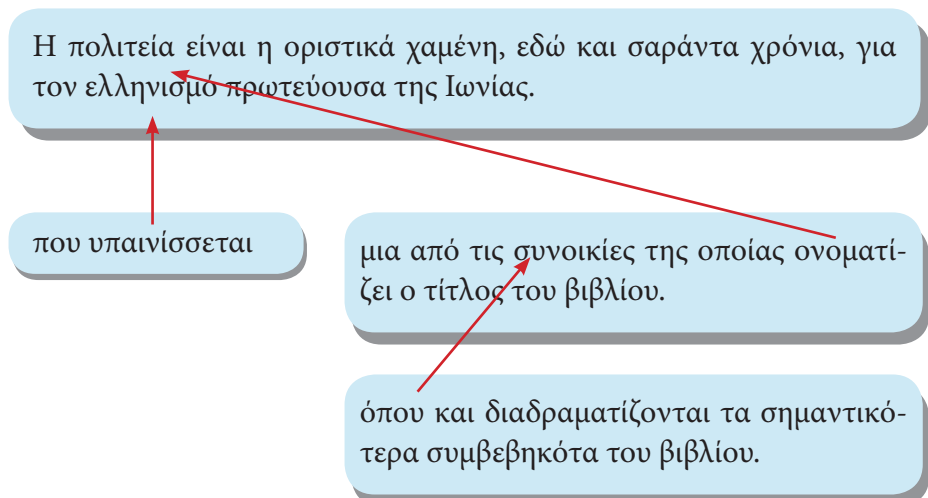 Η πολιτεία είναι η οριστικά χαμένη, εδώ και σαράντα χρόνια, για
τον ελληνισμό πρωτεύουσα της Ιωνίας.
που υπαινίσσεται
μια από τις συνοικίες της οποίας ονοματί-
ζει ο τίτλος του βιβλίου.
όπου και διαδραματίζονται τα σημαντικό-
τερα συμβεβηκότα του βιβλίου.